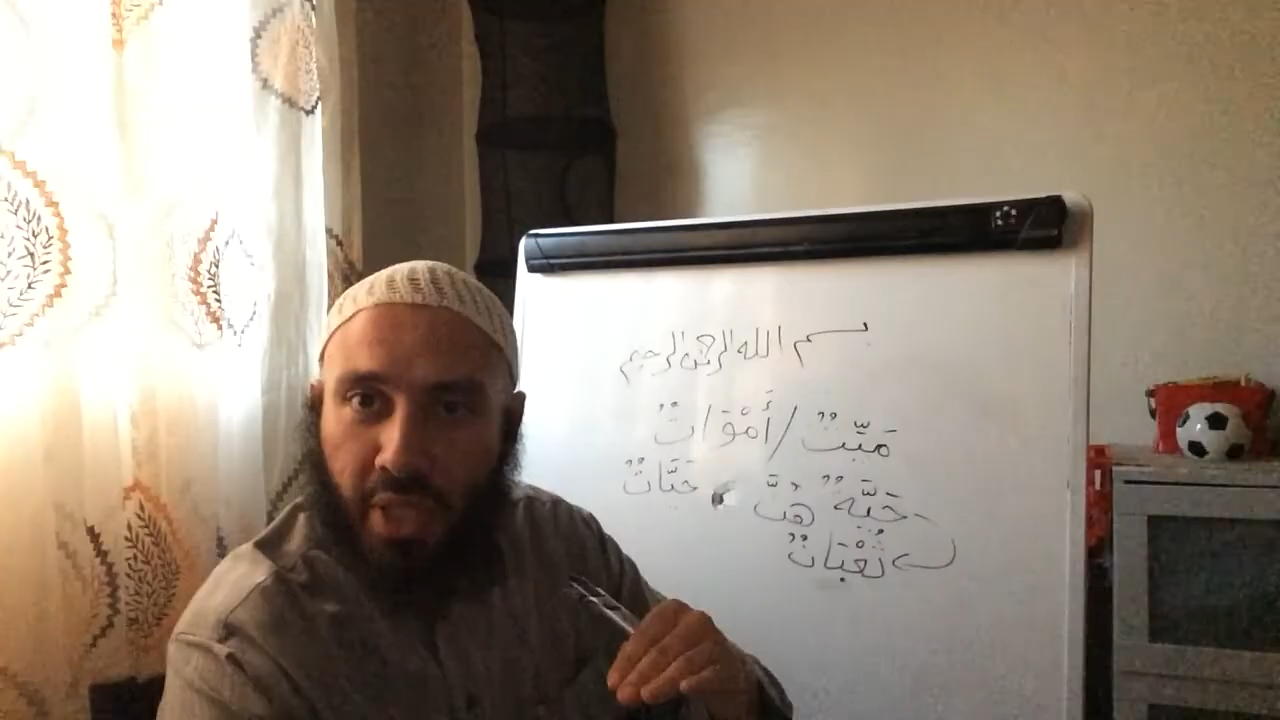 بسم الله الرحمن الرحيم
مَيِّتٌ / أَمْوَاتٌ
حَيَّةٌ هُنَّ حَيَّاتٌ
ثُعْبَانٌ